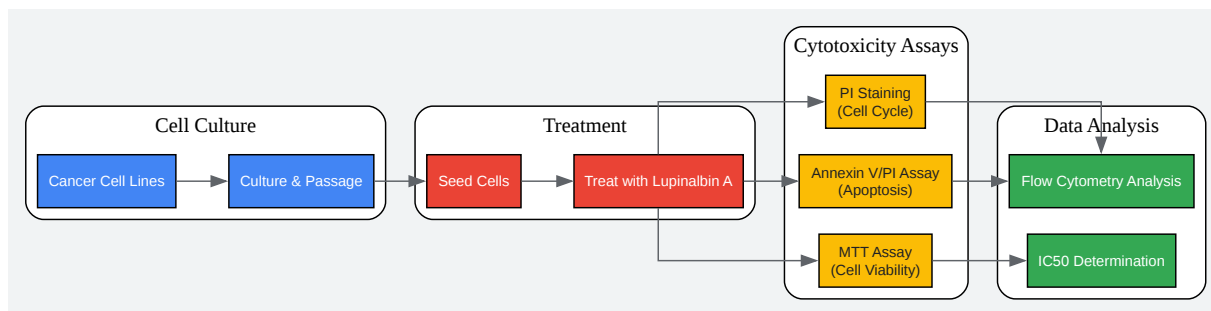 Cell Culture
Cancer Cell Lines
Culture & Passage
Treatment
Seed Cells
Treat with Lupinalbin A
Cytotoxicity Assays
PI Staining
(Cell Cycle)
Annexin V/PI Assay
(Apoptosis)
MTT Assay
(Cell Viability)
Data Analysis
Flow Cytometry Analysis
IC50 Determination